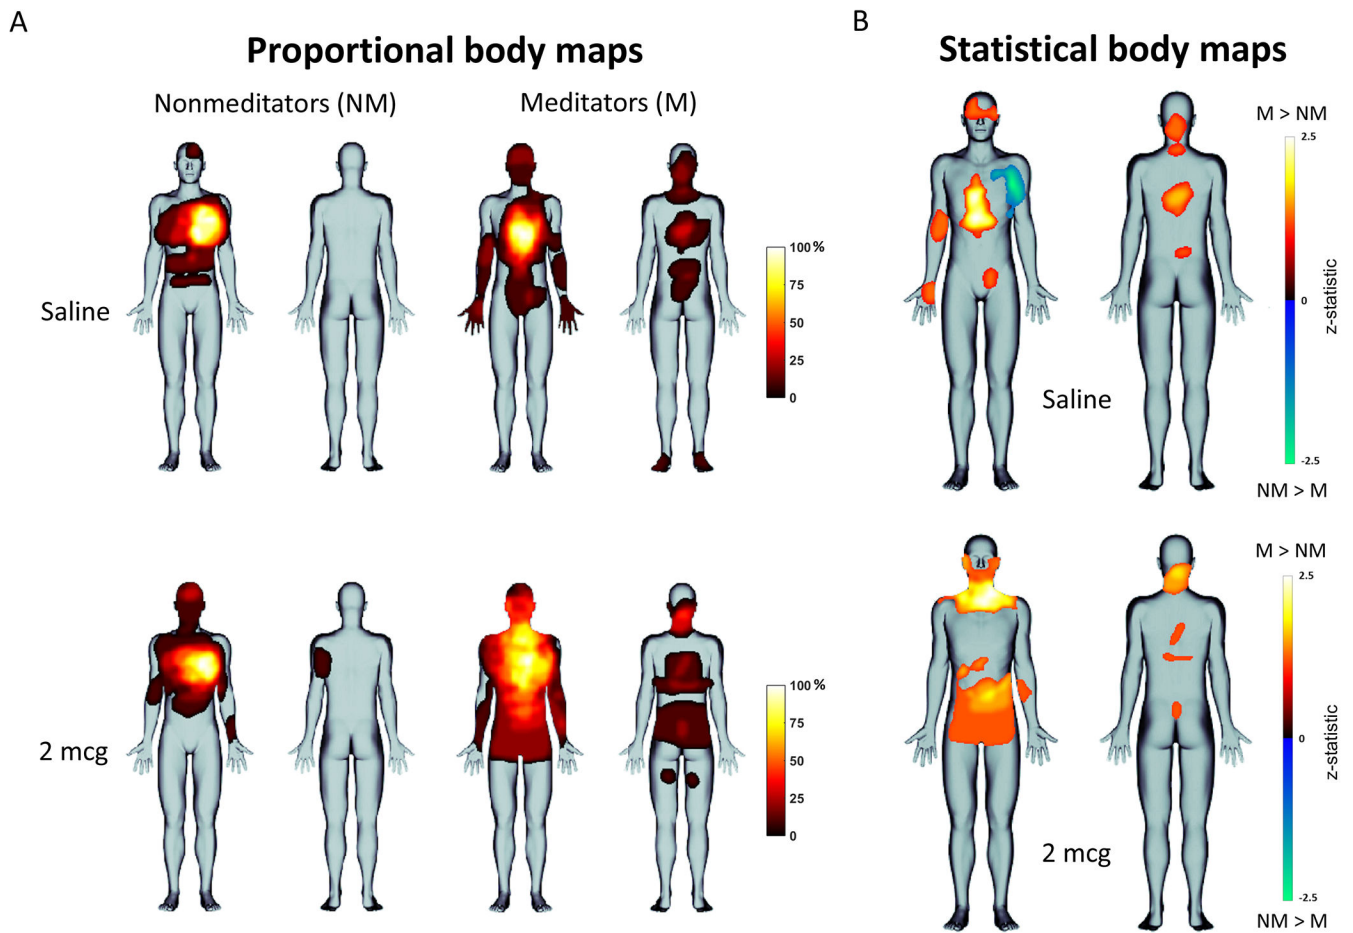 A
B
Proportional body maps
Statistical body maps
Nonmeditators (NM)
Meditators (M)
M > NM
2.5
0
z-statistic
-2.5
NM > M
Saline
100 %
75
50
25
0
Saline
M > NM
2.5
0
z-statistic
-2.5
NM > M
2 mcg
100 %
75
50
25
0
2 mcg